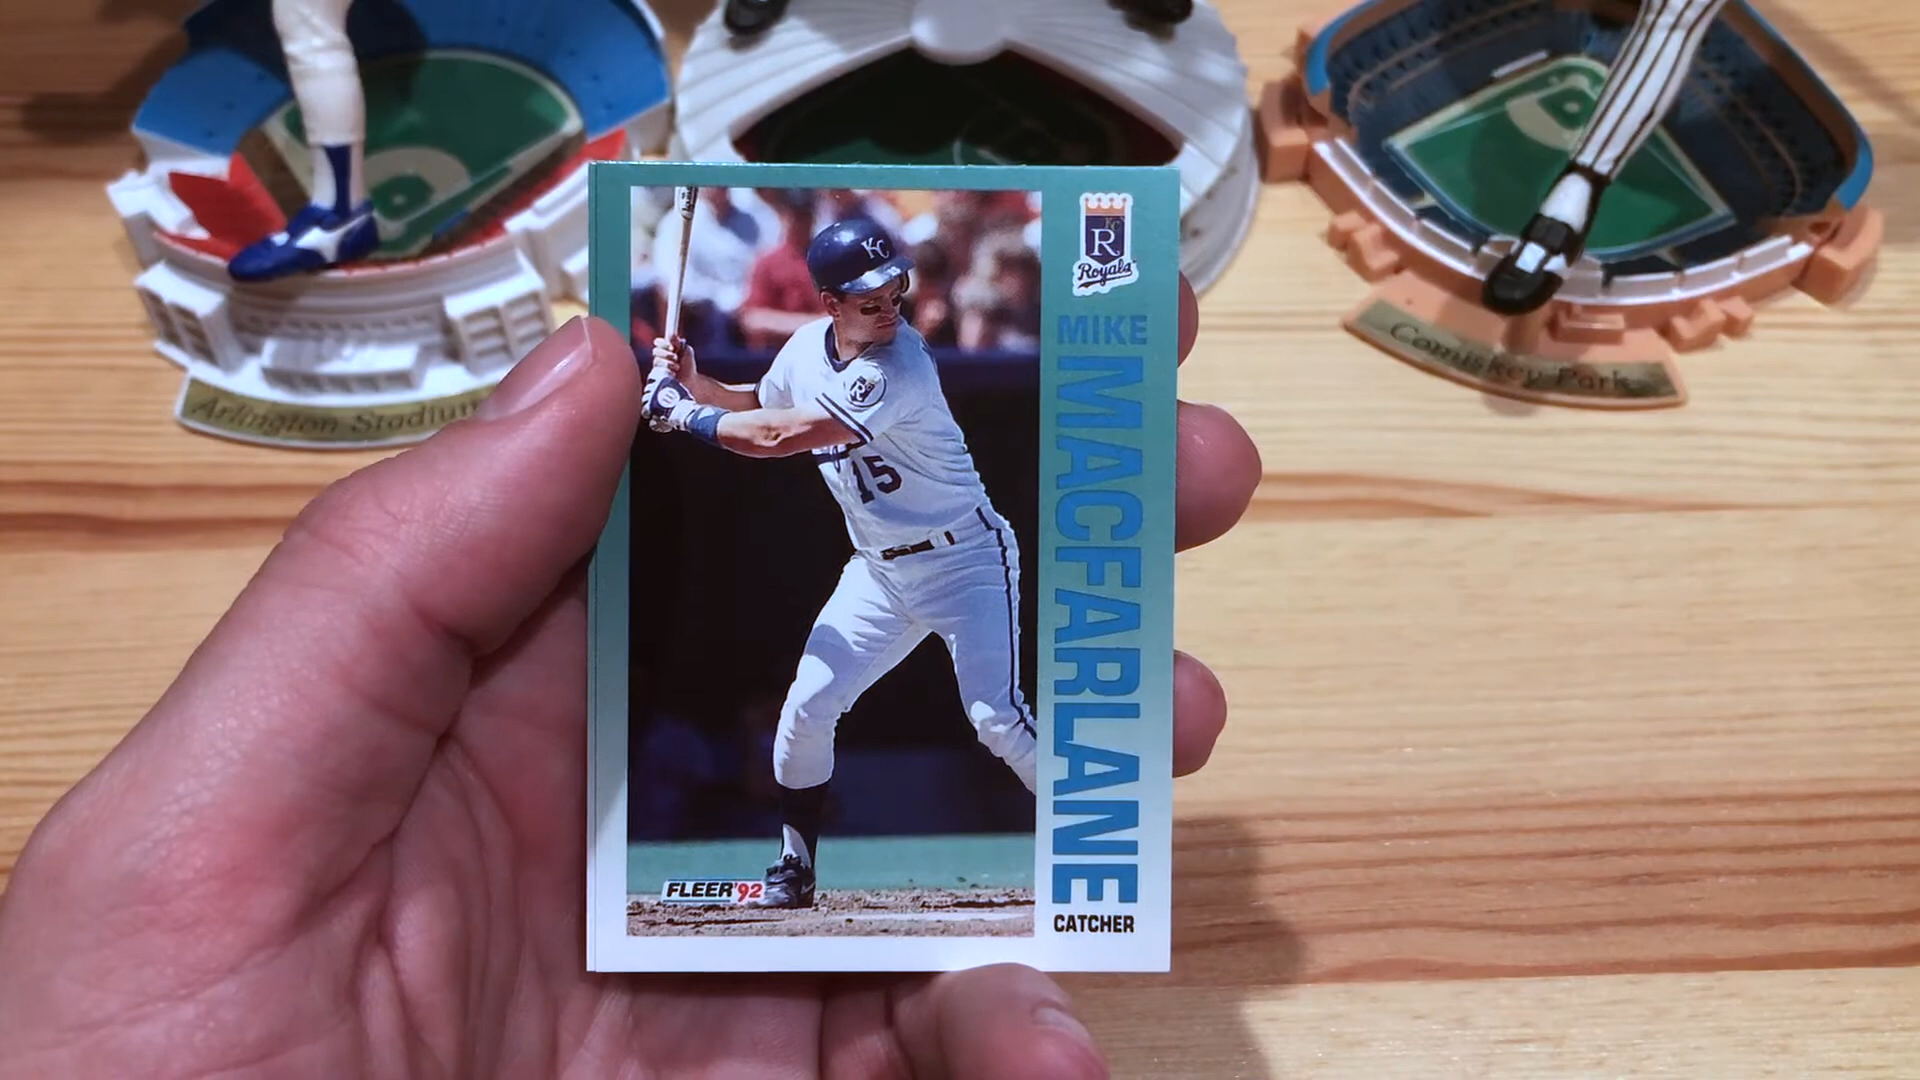 Arlington Stadium
Comiskey Park
KC
R
Royals
MIKE
MACFARLANE
CATCHER
KC
R
15
FLEER'92